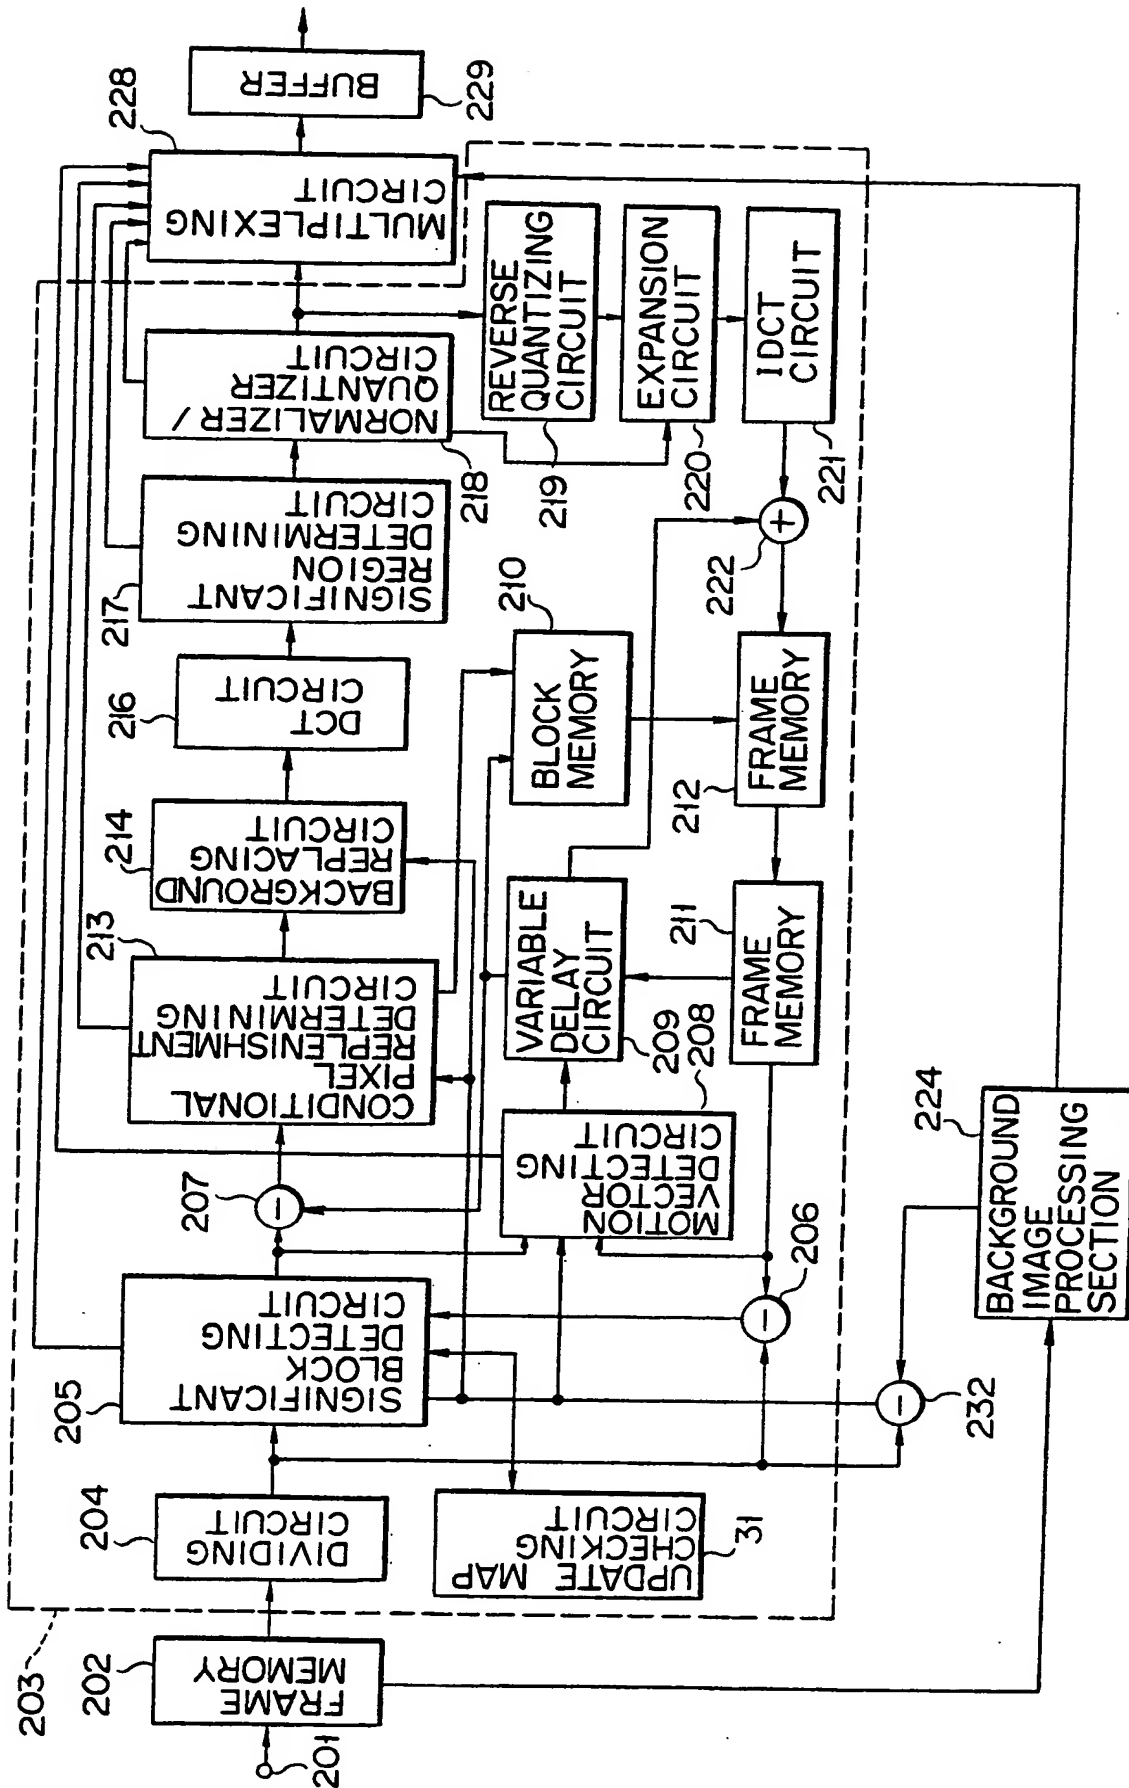 201
202
FRAME
MEMORY
203
204
DIVIDING
CIRCUIT
205
SIGNIFICANT
BLOCK
DETECTING
CIRCUIT
31
UPDATE MAP
CHECKING
CIRCUIT
207
213
CONDITIONAL
PIXEL
REPLENISHMENT
DETERMINING
CIRCUIT
214
BACKGROUND
REPLACING
CIRCUIT
216
DCT
CIRCUIT
217
SIGNIFICANT
REGION
DETERMINING
CIRCUIT
218
NORMALIZER/
QUANTIZER
CIRCUIT
228
MULTIPLEXING
CIRCUIT
229
BUFFER
206
208
MOTION
VECTOR
DETECTING
CIRCUIT
209
VARIABLE
DELAY
CIRCUIT
210
BLOCK
MEMORY
211
FRAME
MEMORY
212
FRAME
MEMORY
219
REVERSE
QUANTIZING
CIRCUIT
220
EXPANSION
CIRCUIT
221
IDCT
CIRCUIT
222
+
232
224
BACKGROUND
IMAGE
PROCESSING
SECTION